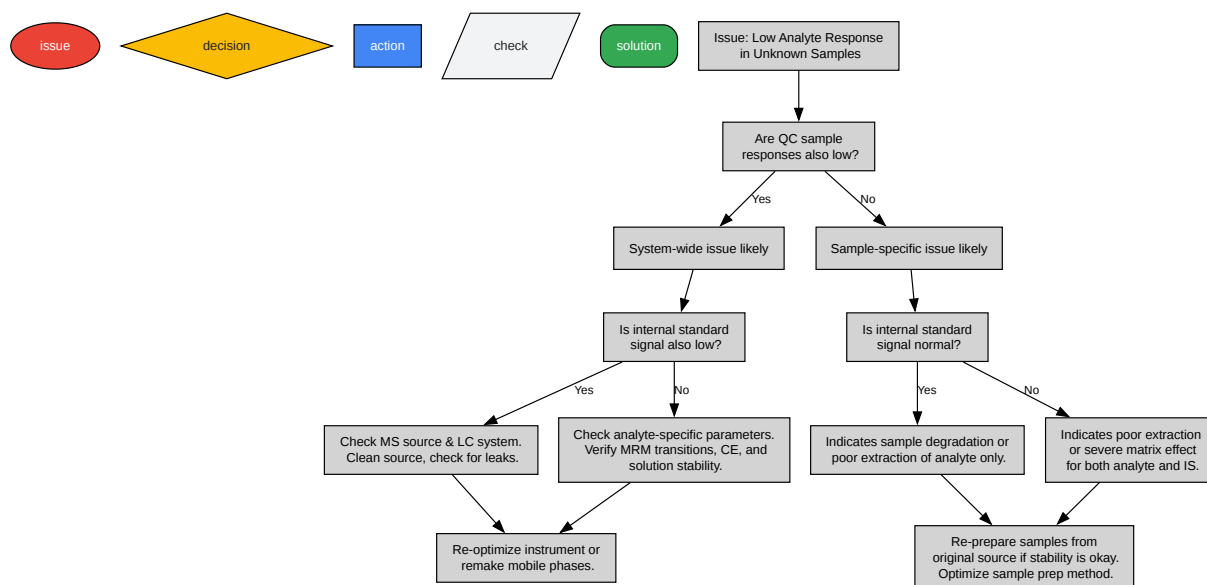 issue
decision
action
check
solution
Issue: Low Analyte Response
in Unknown Samples
Are QC sample
responses also low?
Yes
No
System-wide issue likely
Sample-specific issue likely
Is internal standard
signal also low?
Is internal standard
signal normal?
Yes
No
Yes
No
Check MS source & LC system.
Clean source, check for leaks.
Check analyte-specific parameters.
Verify MRM transitions, CE, and
solution stability.
Indicates sample degradation or
poor extraction of analyte only.
Indicates poor extraction
or severe matrix effect
for both analyte and IS.
Re-optimize instrument or
remake mobile phases.
Re-prepare samples from
original source if stability is okay.
Optimize sample prep method.